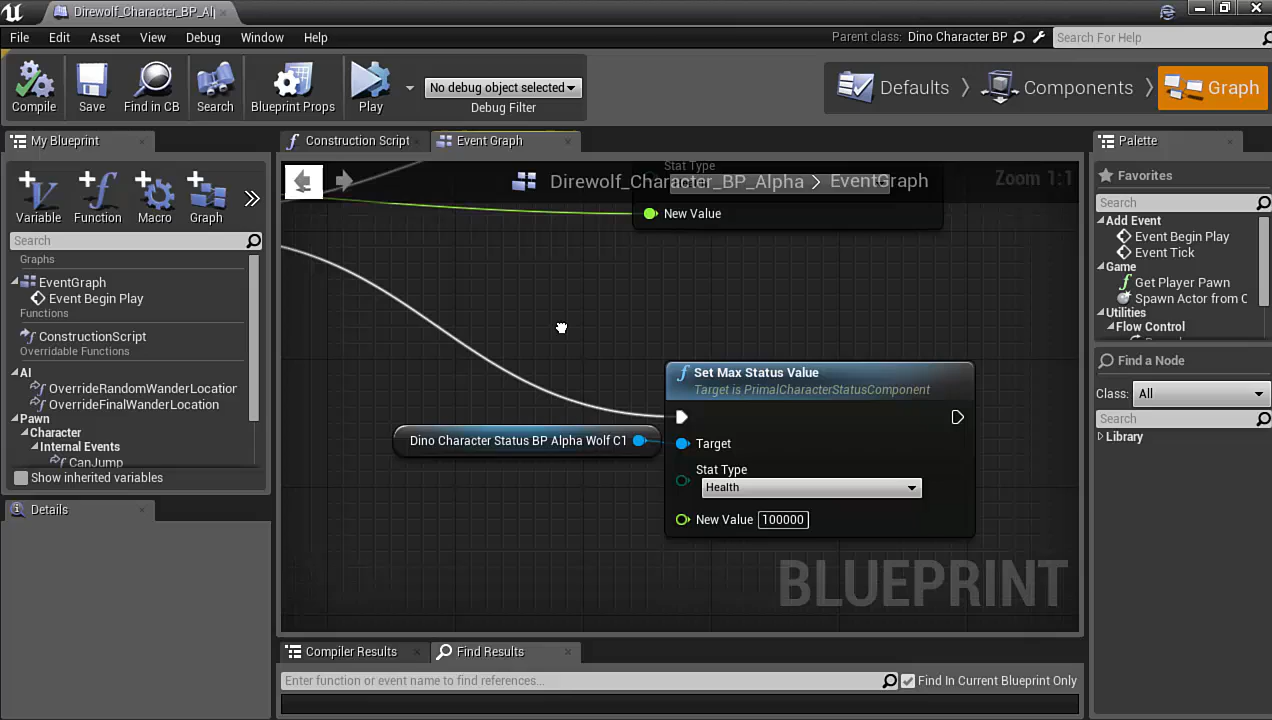 Direwolf_Character_BP_Al
File Edit Asset View Debug Window Help
Parent class: Dino Character BP
Search For Help
Compile Save Find in CB Search Blueprint Props Play
No debug object selected
Debug Filter
Defaults Components Graph
My Blueprint
Construction Script Event Graph
Palette
Variable Function Macro Graph
Search
Graphs
EventGraph
Event Begin Play
Functions
ConstructionScript
Overridable Functions
AI
OverrideRandomWanderLocation
OverrideFinalWanderLocation
Pawn
Character
Internal Events
CanJump
Show inherited variables
Details
Stat Type
Direwolf_Character_BP_Alpha > EventGraph
Zoom 1:1
New Value
Set Max Status Value
Target is PrimalCharacterStatusComponent
Dino Character Status BP Alpha Wolf C1
Target
Stat Type
Health
New Value 100000
BLUEPRINT
Compiler Results Find Results
Enter function or event name to find references...
Find In Current Blueprint Only
Favorites
Search
Add Event
Event Begin Play
Event Tick
Game
Get Player Pawn
Spawn Actor from C
Utilities
Flow Control
Find a Node
Class: All
Search
Library